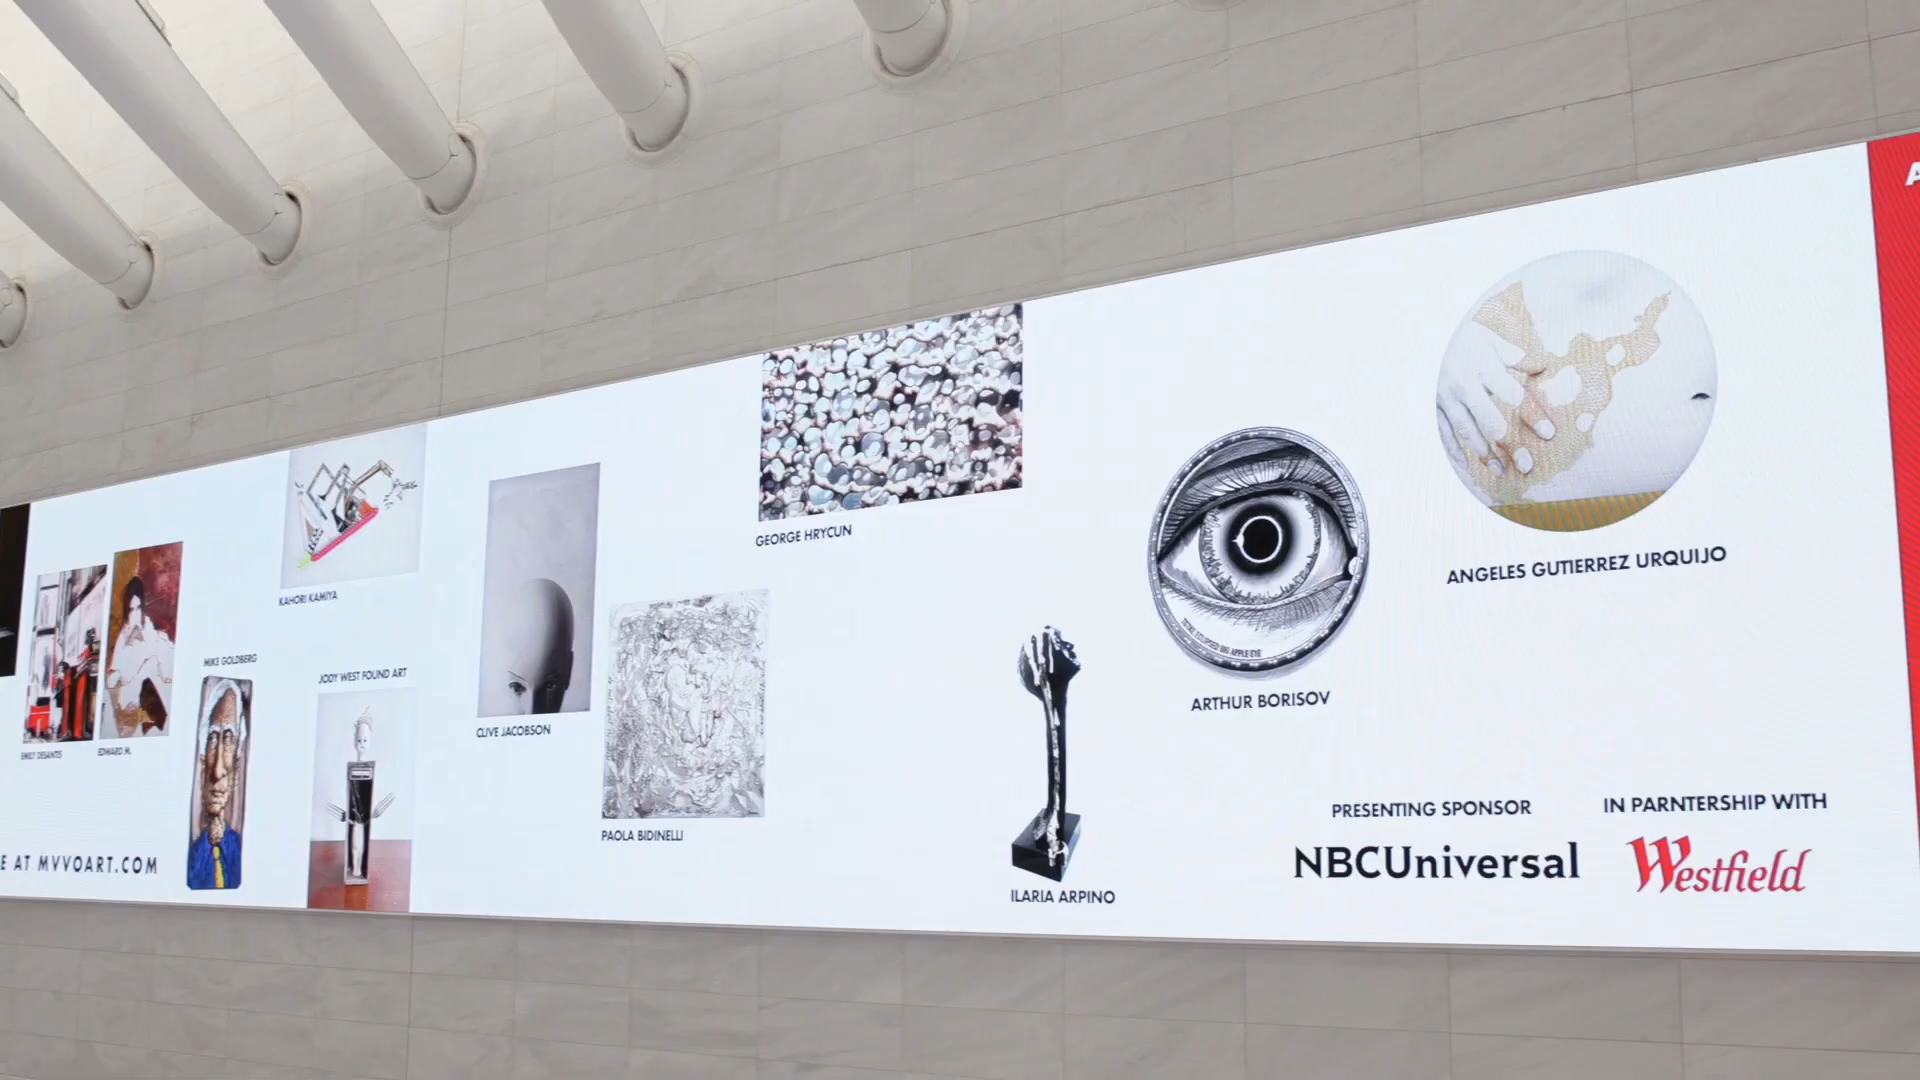 EMILY DESANTIS
EDWARD M.
E AT MVVOART.COM
MIKE GOLDBERG
KAHORI KAMIYA
JODY WEST FOUND ART
CLIVE JACOBSON
PAOLA BIDINELLI
GEORGE HRYCUN
ILARIA ARPINO
ARTHUR BORISOV
ANGELES GUTIERREZ URQUIJO
PRESENTING SPONSOR
NBCUniversal
IN PARNTERSHIP WITH
Westfield
A